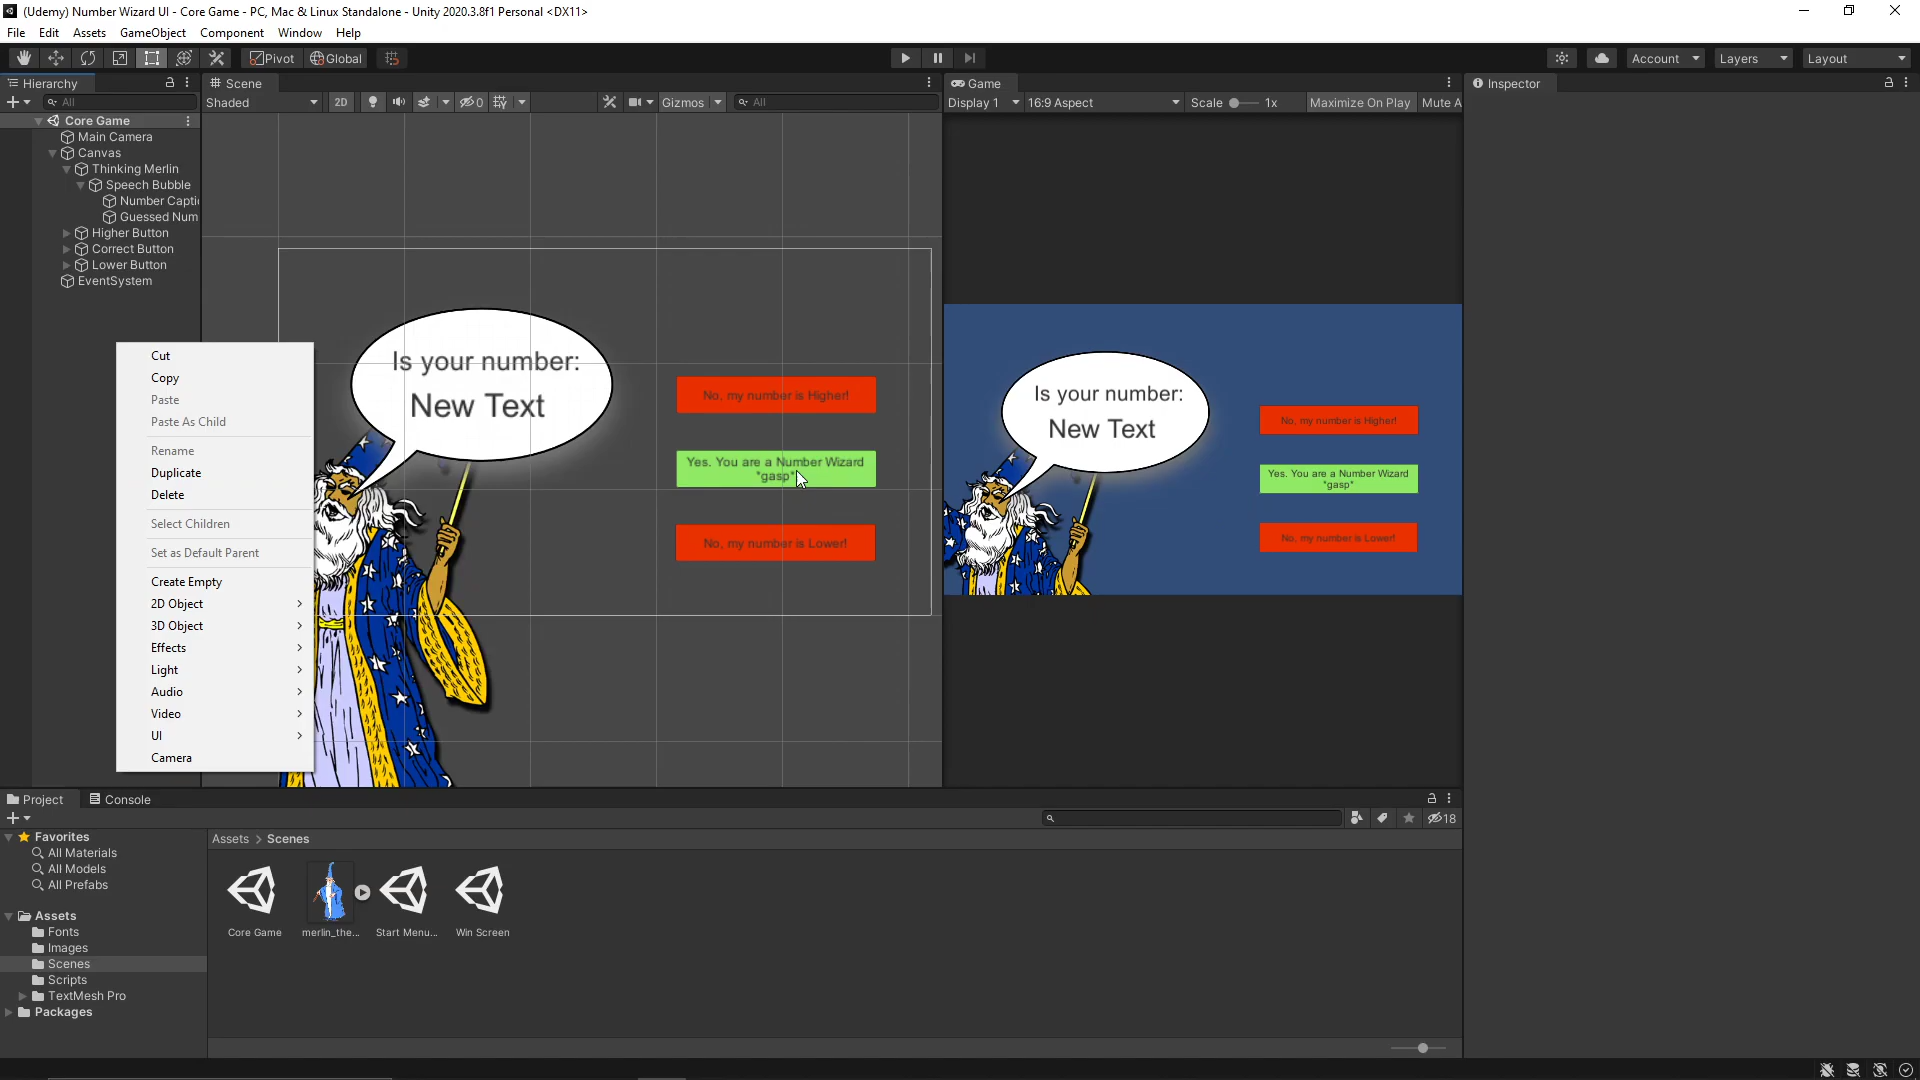 (Udemy) Number Wizard UI - Core Game - PC, Mac & Linux Standalone - Unity 2020.3.8f1 Personal <DX11>
File Edit Assets GameObject Component Window Help
Pivot Global Account Layers Layout
Hierarchy
All
Core Game
Main Camera
Canvas
Thinking Merlin
Speech Bubble
Number Capti
Guessed Num
Higher Button
Correct Button
Lower Button
EventSystem
Scene
Shaded 2D 0 Gizmos All
Game
Display 1 16:9 Aspect Scale 1x Maximize On Play Mute A
Inspector
Is your number:
New Text
No, my number is Higher!
Yes. You are a Number Wizard
*gasp*
No, my number is Lower!
Is your number:
New Text
No, my number is Higher!
Yes. You are a Number Wizard
*gasp*
No, my number is Lower!
Cut
Copy
Paste
Paste As Child
Rename
Duplicate
Delete
Select Children
Set as Default Parent
Create Empty
2D Object
3D Object
Effects
Light
Audio
Video
UI
Camera
Project Console
18
Favorites
All Materials
All Models
All Prefabs
Assets
Fonts
Images
Scenes
Scripts
TextMesh Pro
Packages
Assets > Scenes
Core Game
merlin_the...
Start Menu...
Win Screen